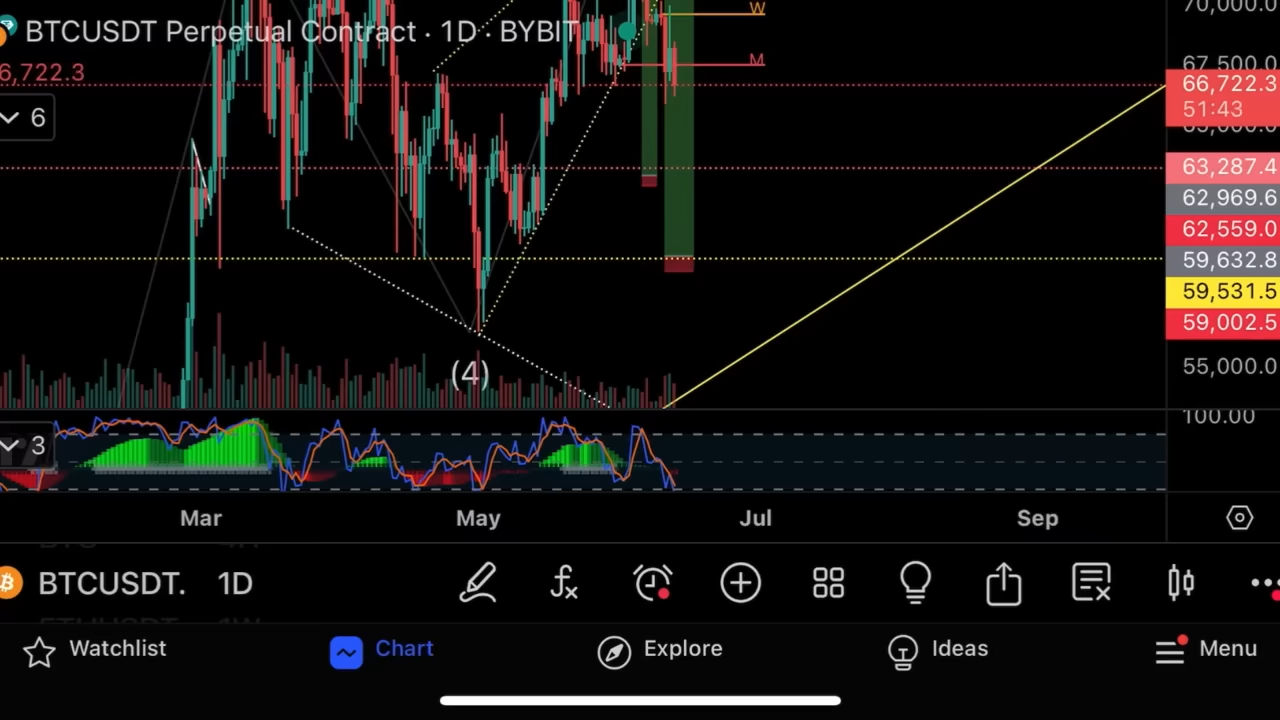 70,000.0
W
BTCUSDT Perpetual Contract · 1D · BYBIT
M
67,500.0
6,722.3
66,722.3
51:43
6
63,287.4
62,969.6
62,559.0
59,632.8
59,531.5
59,002.5
(4)
55,000.0
100.00
3
Mar
May
Jul
Sep
BTCUSDT.
1D
Watchlist
Chart
Explore
Ideas
Menu